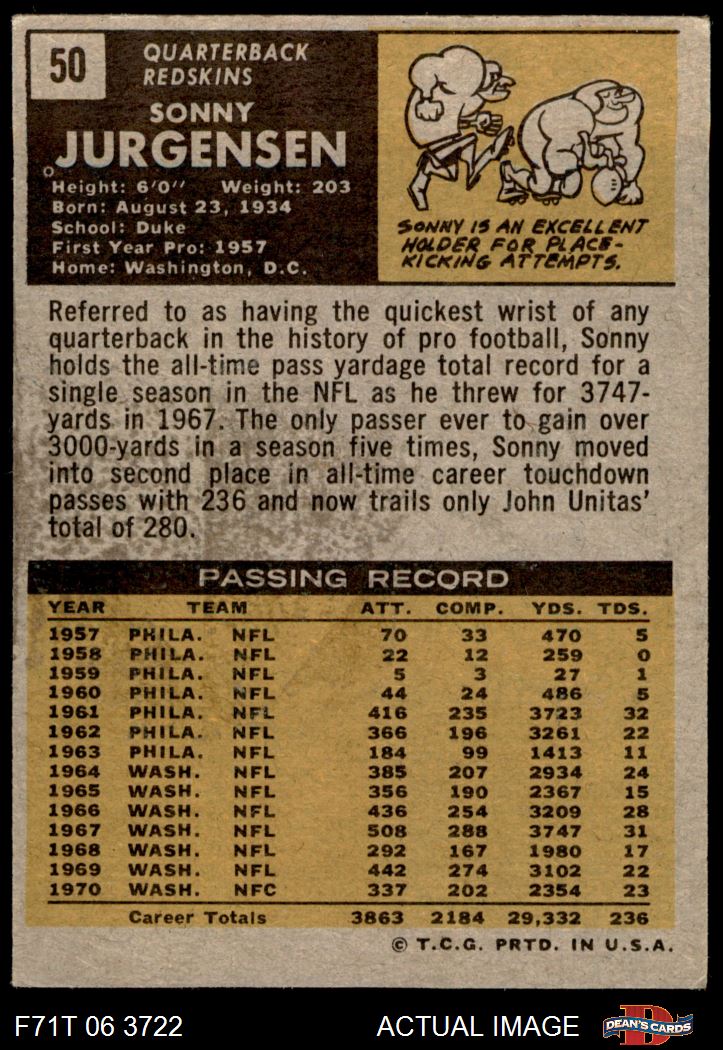 50
QUARTERBACK
REDSKINS
SONNY
JURGENSEN
Height: 6'0" Weight: 203
Born: August 23, 1934
School: Duke
First Year Pro: 1957
Home: Washington, D.C.
SONNY IS AN EXCELLENT
HOLDER FOR PLACE-
KICKING ATTEMPTS.
Referred to as having the quickest wrist of any
quarterback in the history of pro football, Sonny
holds the all-time pass yardage total record for a
single season in the NFL as he threw for 3747-
yards in 1967. The only passer ever to gain over
3000-yards in a season five times, Sonny moved
into second place in all-time career touchdown
passes with 236 and now trails only John Unitas'
total of 280.
PASSING RECORD
YEAR TEAM ATT. COMP. YDS. TDS.
1957 PHILA. NFL 70 33 470 5
1958 PHILA. NFL 22 12 259 0
1959 PHILA. NFL 5 3 27 1
1960 PHILA. NFL 44 24 486 5
1961 PHILA. NFL 416 235 3723 32
1962 PHILA. NFL 366 196 3261 22
1963 PHILA. NFL 184 99 1413 11
1964 WASH. NFL 385 207 2934 24
1965 WASH. NFL 356 190 2367 15
1966 WASH. NFL 436 254 3209 28
1967 WASH. NFL 508 288 3747 31
1968 WASH. NFL 292 167 1980 17
1969 WASH. NFL 442 274 3102 22
1970 WASH. NFC 337 202 2354 23
Career Totals 3863 2184 29,332 236
© T.C.G. PRTD. IN U.S.A.
F71T 06 3722 ACTUAL IMAGE D DEAN'S CARDS